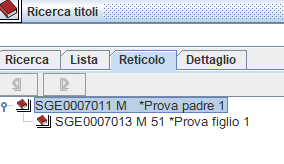 Ricerca titoli
Ricerca Lista Reticolo Dettaglio
SGE0007011 M *Prova padre 1
SGE0007013 M 51 *Prova figlio 1